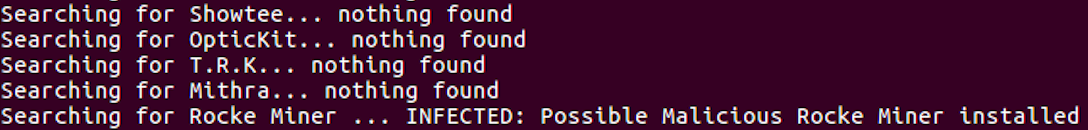 Searching for Showtee... nothing found
Searching for OpticKit... nothing found
Searching for T.R.K... nothing found
Searching for Mithra... nothing found
Searching for Rocke Miner ... INFECTED: Possible Malicious Rocke Miner installed